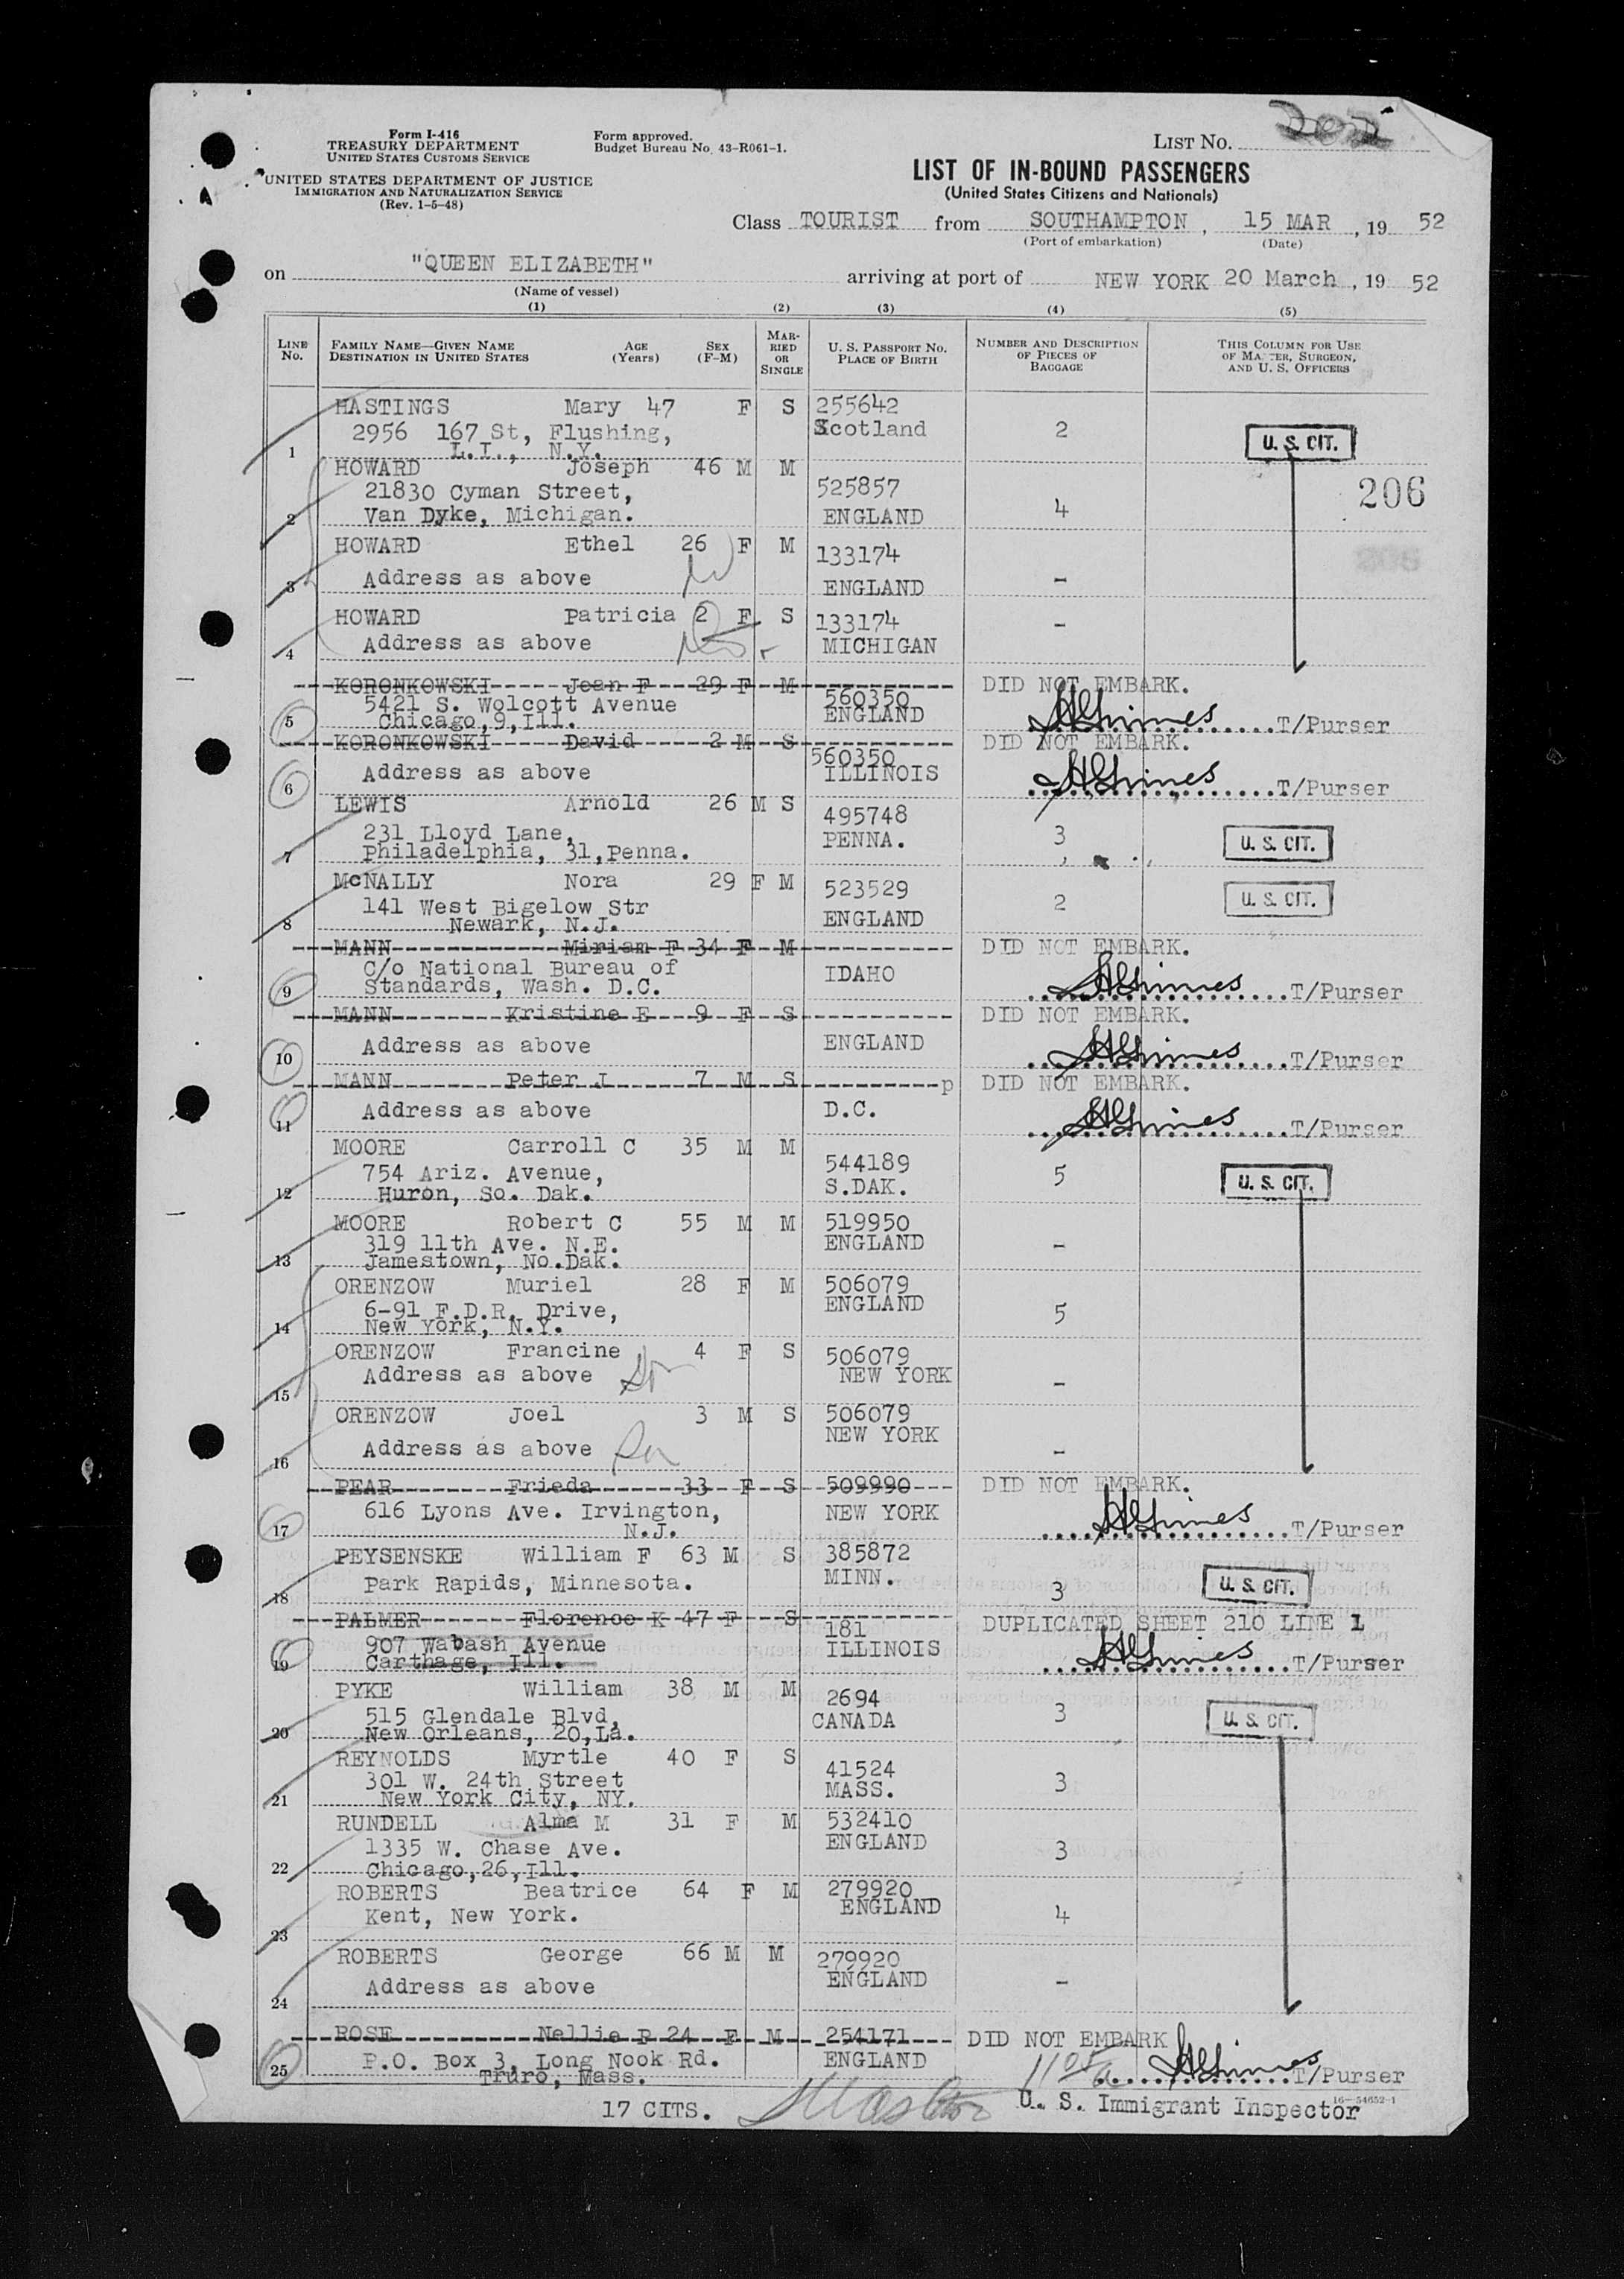 Form I-416
TREASURY DEPARTMENT
UNITED STATES CUSTOMS SERVICE
UNITED STATES DEPARTMENT OF JUSTICE
IMMIGRATION AND NATURALIZATION SERVICE
(Rev. 1-5-48)
Form approved.
Budget Bureau No. 43-R061-1.
LIST NO. 202
LIST OF IN-BOUND PASSENGERS
(United States Citizens and Nationals)
Class TOURIST from SOUTHAMPTON, 15 MAR, 19 52
(Port of embarkation) (Date)
on "QUEEN ELIZABETH" arriving at port of NEW YORK 20 March, 19 52
(Name of vessel)
(1) (2) (3) (4) (5)
LINE NO. FAMILY NAME—GIVEN NAME DESTINATION IN UNITED STATES AGE (Years) SEX (F-M) MARRIED OR SINGLE U. S. PASSPORT NO. PLACE OF BIRTH NUMBER AND DESCRIPTION OF PIECES OF BAGGAGE THIS COLUMN FOR USE OF MASTER, SURGEON, AND U. S. OFFICERS
HASTINGS Mary 47 F S 255642
2956 167 St, Flushing, Scotland 2 U. S. CIT.
1 L.I., N.Y.
HOWARD Joseph 46 M M
21830 Cyman Street, 525857 206
2 Van Dyke, Michigan. ENGLAND 4
HOWARD Ethel 26 F M 133174
3 Address as above ENGLAND -
HOWARD Patricia 2 F S 133174 -
4 Address as above MICHIGAN
KORONKOWSKI Jean F 29 F M DID NOT EMBARK.
5421 S. Wolcott Avenue 560350
5 Chicago,9,Ill. ENGLAND T/Purser
KORONKOWSKI David 2 M S DID NOT EMBARK.
560350
6 Address as above ILLINOIS T/Purser
LEWIS Arnold 26 M S 495748
231 Lloyd Lane, PENNA. 3 U. S. CIT.
7 Philadelphia, 31,Penna.
McNALLY Nora 29 F M 523529
141 West Bigelow Str 2 U. S. CIT.
8 Newark, N.J. ENGLAND
MANN Miriam F 34 F M DID NOT EMBARK.
C/o National Bureau of IDAHO
9 Standards, Wash. D.C. T/Purser
MANN Kristine E 9 F S DID NOT EMBARK.
10 Address as above ENGLAND T/Purser
MANN Peter J 7 M S p DID NOT EMBARK.
11 Address as above D.C. T/Purser
MOORE Carroll C 35 M M
754 Ariz. Avenue, 544189 5 U. S. CIT.
12 Huron, So. Dak. S.DAK.
MOORE Robert C 55 M M 519950
319 11th Ave. N.E. ENGLAND -
13 Jamestown, No.Dak.
ORENZOW Muriel 28 F M 506079
6-91 F.D.R. Drive, ENGLAND 5
14 New York, N.Y.
ORENZOW Francine 4 F S 506079
15 Address as above NEW YORK -
ORENZOW Joel 3 M S 506079
NEW YORK
16 Address as above -
PEAR Frieda 33 F S 509990 DID NOT EMBARK.
616 Lyons Ave. Irvington, NEW YORK
17 N.J. T/Purser
PEYSENSKE William F 63 M S 385872
18 Park Rapids, Minnesota. MINN. 3 U. S. CIT.
PALMER Florence K 47 F S DUPLICATED SHEET 210 LINE 1
907 Wabash Avenue 181
19 Carthage, Ill. ILLINOIS T/Purser
PYKE William 38 M M 2694
515 Glendale Blvd, CANADA 3 U. S. CIT.
20 New Orleans, 20,La.
REYNOLDS Myrtle 40 F S 41524
301 W. 24th Street MASS. 3
21 New York City, NY.
RUNDELL Alma M 31 F M 532410
1335 W. Chase Ave. ENGLAND 3
22 Chicago,26,Ill.
ROBERTS Beatrice 64 F M 279920
Kent, New York. ENGLAND 4
23
ROBERTS George 66 M M 279920
Address as above ENGLAND -
24
ROSE Nellie P 24 F M 254171 DID NOT EMBARK
P.O. Box 3, Long Nook Rd. ENGLAND
25 Truro, Mass. T/Purser
17 CITS. U. S. Immigrant Inspector
16-54652-1